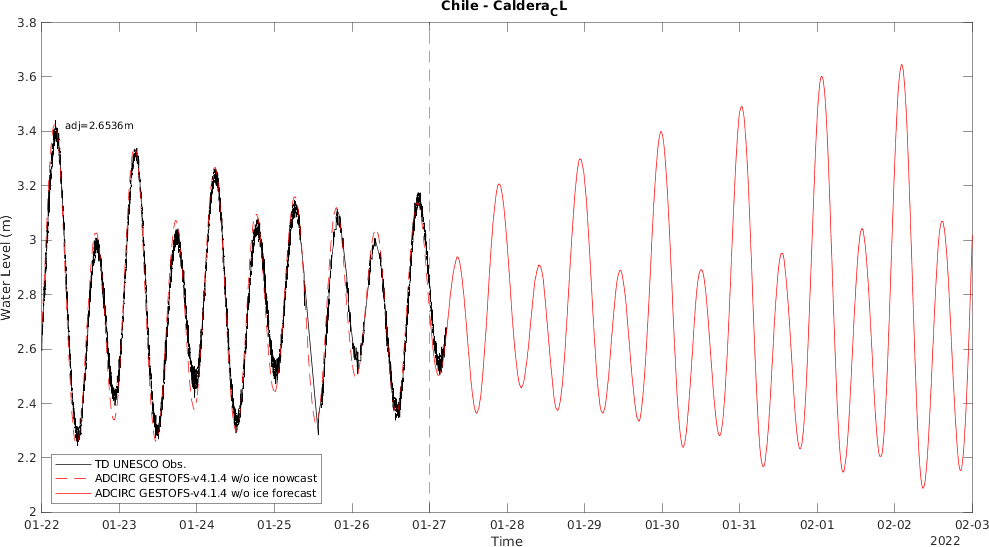 Chile - Caldera_CL
3.8
3.6
3.4
3.2
3
2.8
2.6
2.4
2.2
2
Water Level (m)
adj=2.6536m
TD UNESCO Obs.
ADCIRC GESTOFS-v4.1.4 w/o ice nowcast
ADCIRC GESTOFS-v4.1.4 w/o ice forecast
01-22 01-23 01-24 01-25 01-26 01-27 01-28 01-29 01-30 01-31 02-01 02-02 02-03
Time
2022